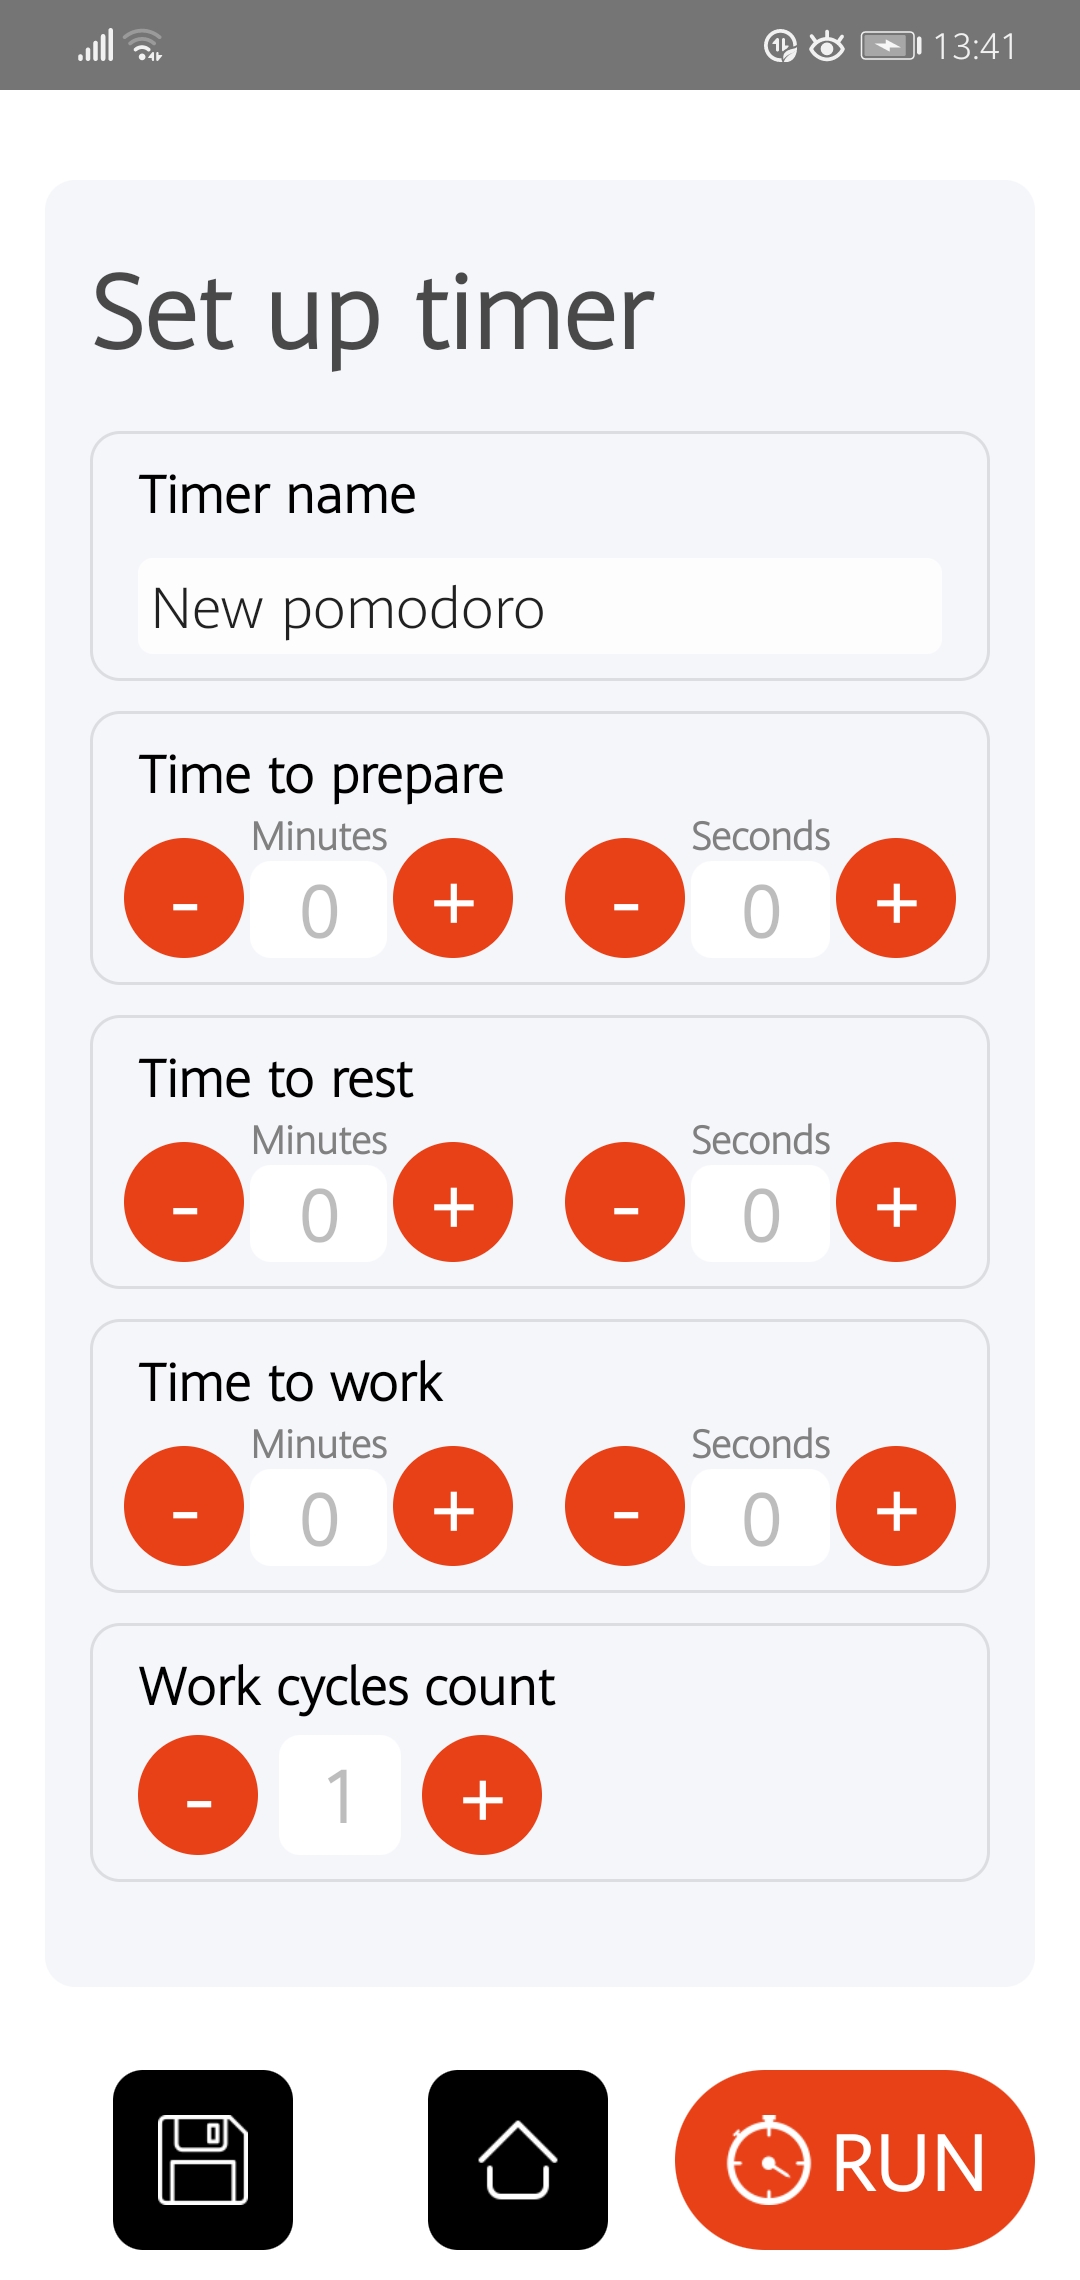 13:41
Set up timer
Timer name
New pomodoro
Time to prepare
Minutes Seconds
- 0 + - 0 +
Time to rest
Minutes Seconds
- 0 + - 0 +
Time to work
Minutes Seconds
- 0 + - 0 +
Work cycles count
- 1 +
RUN